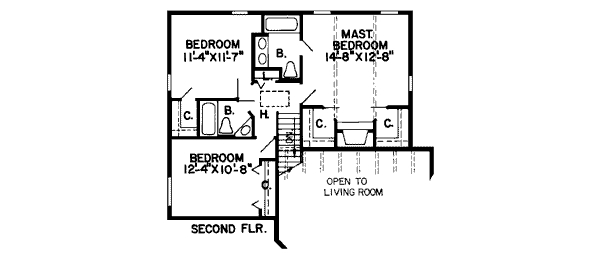 BEDROOM
11'-4"X11'-7"
B.
MAST.
BEDROOM
14'-8"X12'-8"
L.
C.
B.
H.
C.
C.
DN
BEDROOM
12'-4"X10'-8"
C.
OPEN TO
LIVING ROOM
SECOND FLR.